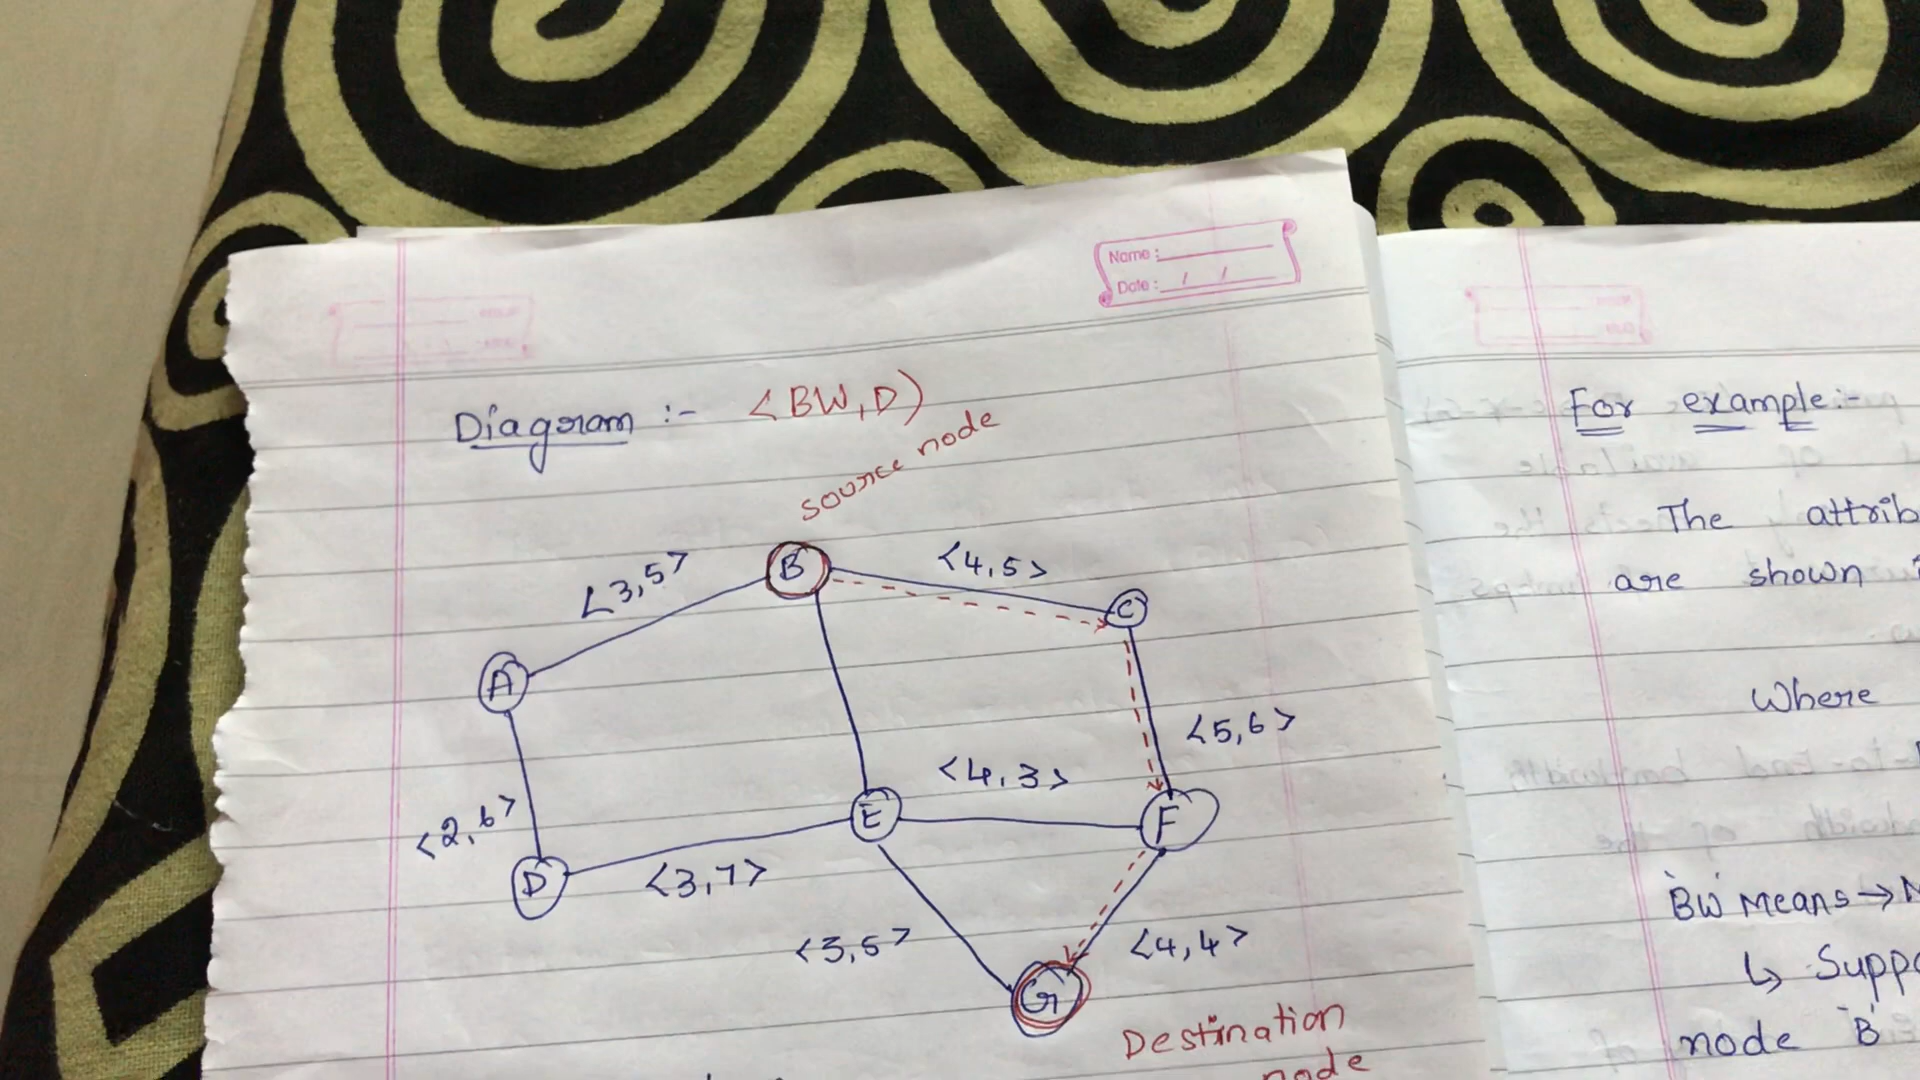 Name :
Date : / /
Diagram :- <BW,D)
source node
B
<4,5>
<3,5>
C
A
<5,6>
<4,3>
E
F
<2,6>
D
<3,7>
<3,5>
<4,4>
G
Destination
node
For example:-
The attrib
are shown
Where
'BW' Means →
↳ Suppo
node 'B'